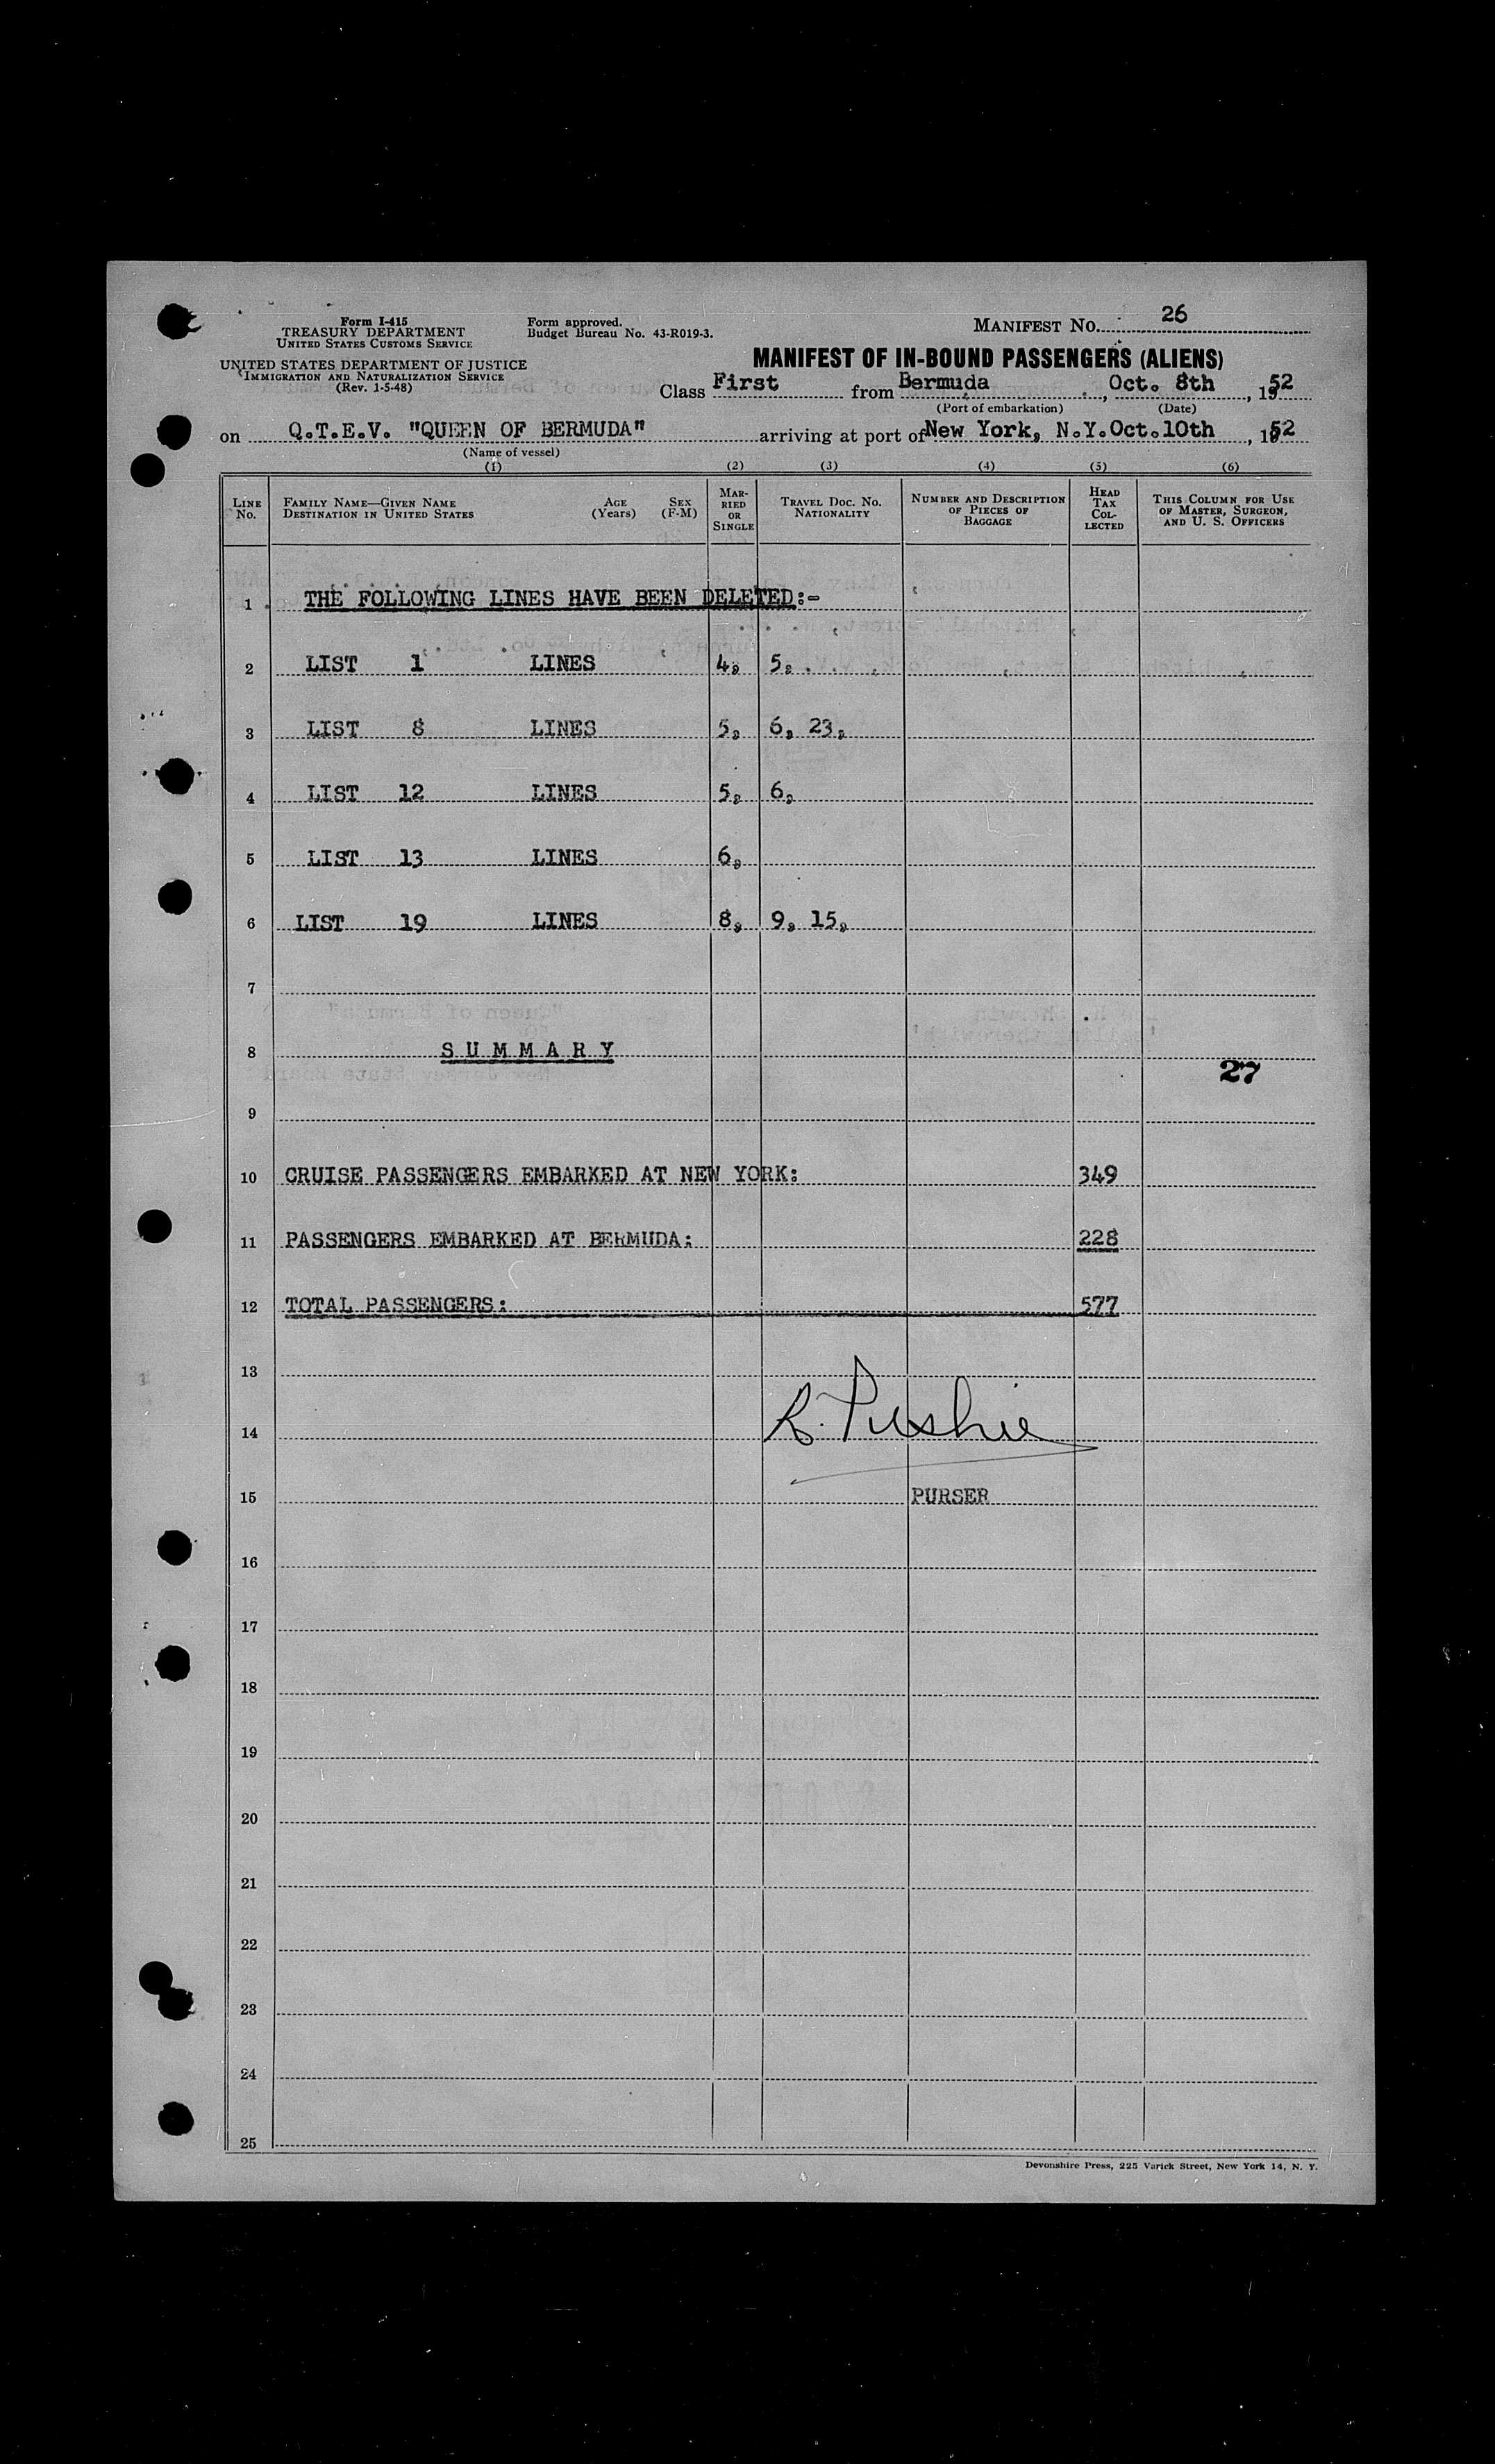 Form I-415
TREASURY DEPARTMENT
UNITED STATES CUSTOMS SERVICE
UNITED STATES DEPARTMENT OF JUSTICE
IMMIGRATION AND NATURALIZATION SERVICE
(Rev. 1-5-48)
Form approved.
Budget Bureau No. 43-R019-3.
MANIFEST NO. 26
MANIFEST OF IN-BOUND PASSENGERS (ALIENS)
Class First from Bermuda, Oct. 8th, 1952
(Port of embarkation) (Date)
on Q.T.E.V. "QUEEN OF BERMUDA" arriving at port of New York, N.Y. Oct. 10th, 1952
(Name of vessel)
(1) (2) (3) (4) (5) (6)
LINE NO. FAMILY NAME—GIVEN NAME DESTINATION IN UNITED STATES AGE (Years) SEX (F-M) MARRIED OR SINGLE TRAVEL DOC. NO. NATIONALITY NUMBER AND DESCRIPTION OF PIECES OF BAGGAGE HEAD TAX COLLECTED THIS COLUMN FOR USE OF MASTER, SURGEON, AND U. S. OFFICERS
1 THE FOLLOWING LINES HAVE BEEN DELETED:-
2 LIST 1 LINES 4, 5,
3 LIST 8 LINES 5, 6, 23,
4 LIST 12 LINES 5, 6,
5 LIST 13 LINES 6,
6 LIST 19 LINES 8, 9, 15,
7
8 S U M M A R Y
27
9
10 CRUISE PASSENGERS EMBARKED AT NEW YORK: 349
11 PASSENGERS EMBARKED AT BERMUDA: 228
12 TOTAL PASSENGERS: 577
13
14 R. Pushie
15 PURSER
16
17
18
19
20
21
22
23
24
25
Devonshire Press, 225 Varick Street, New York 14, N. Y.